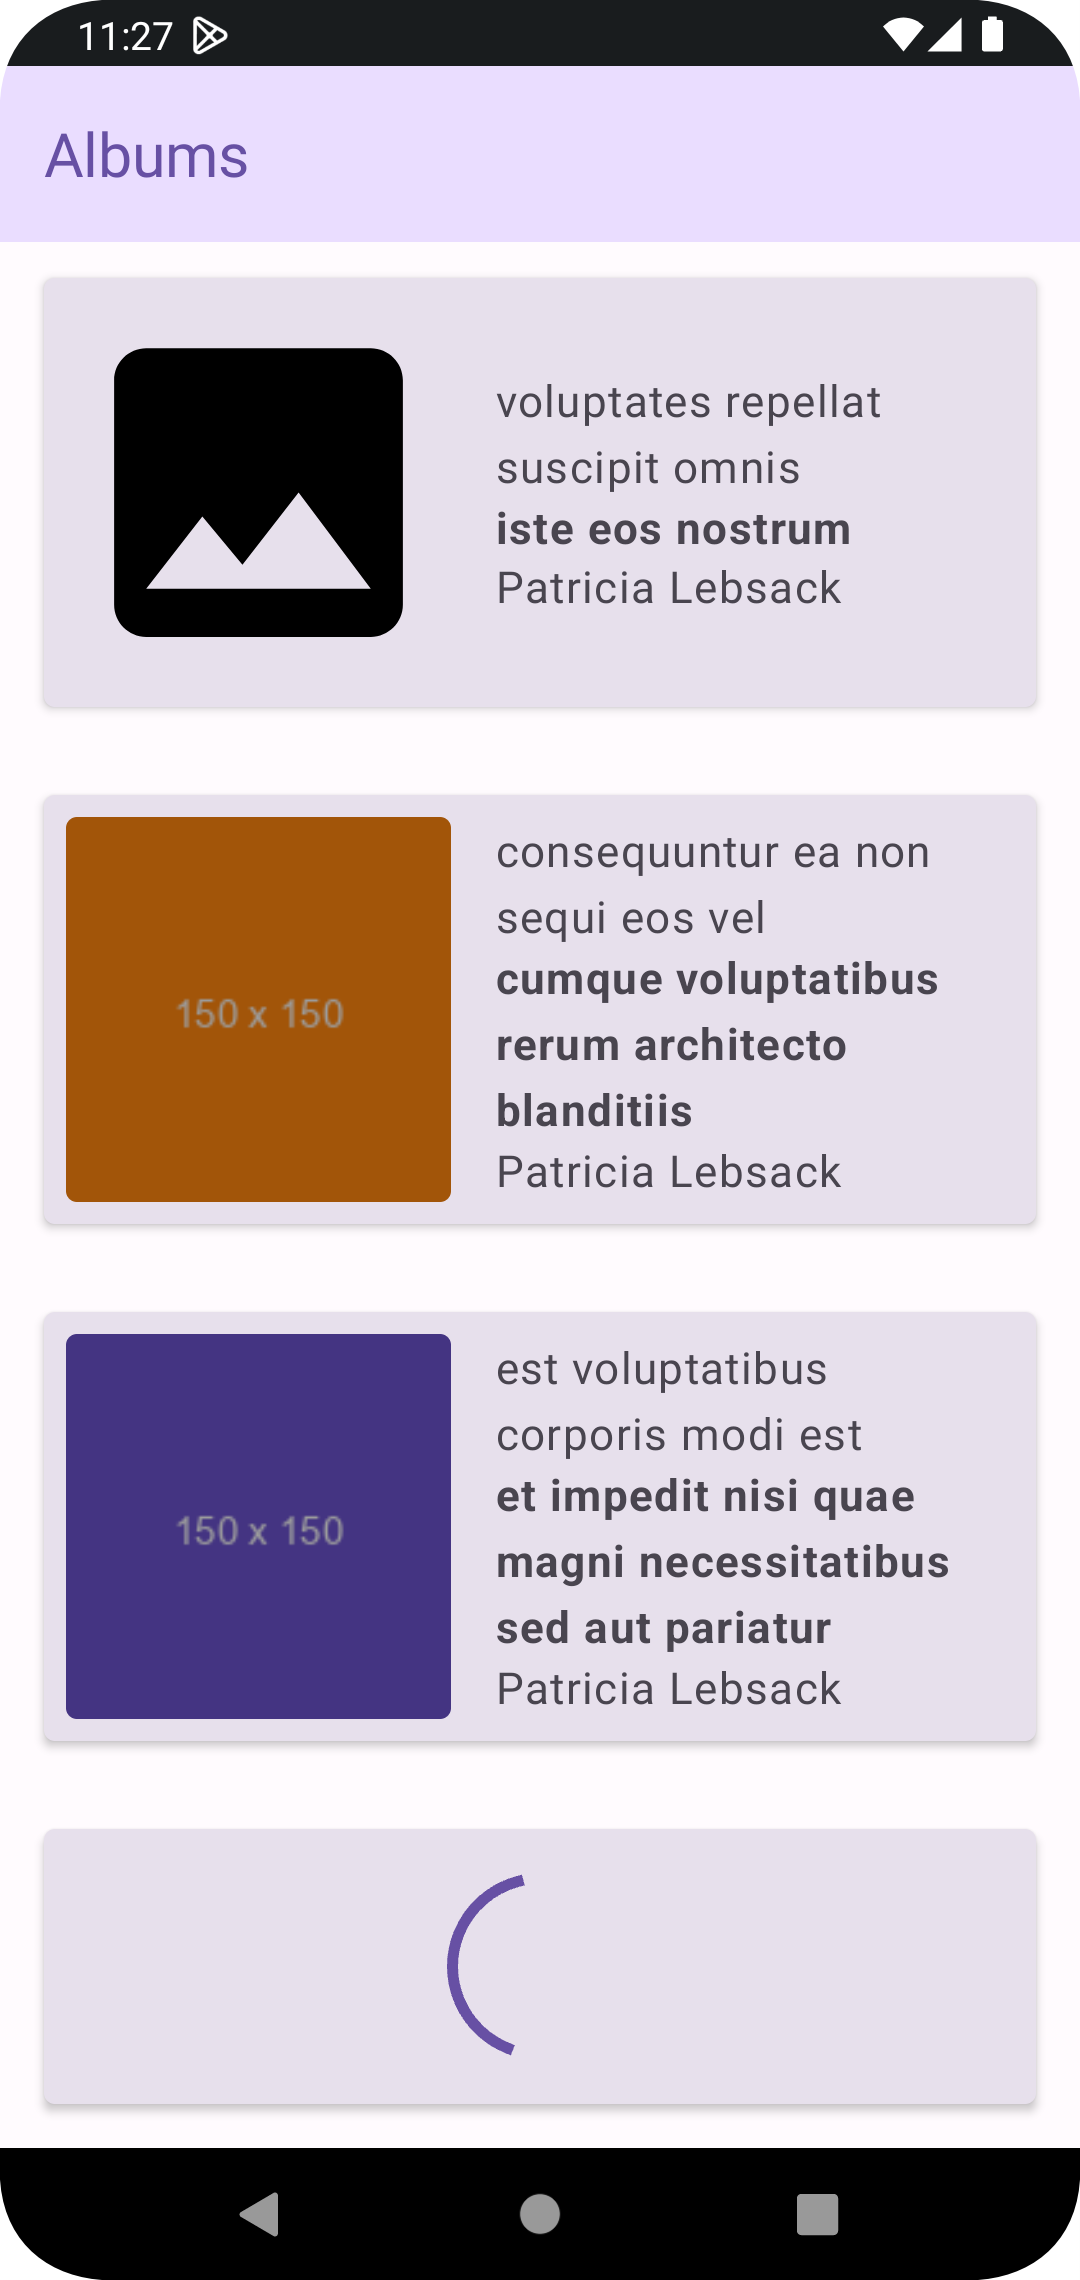 11:27
Albums
voluptates repellat
suscipit omnis
iste eos nostrum
Patricia Lebsack
150 x 150
consequuntur ea non
sequi eos vel
cumque voluptatibus
rerum architecto
blanditiis
Patricia Lebsack
150 x 150
est voluptatibus
corporis modi est
et impedit nisi quae
magni necessitatibus
sed aut pariatur
Patricia Lebsack